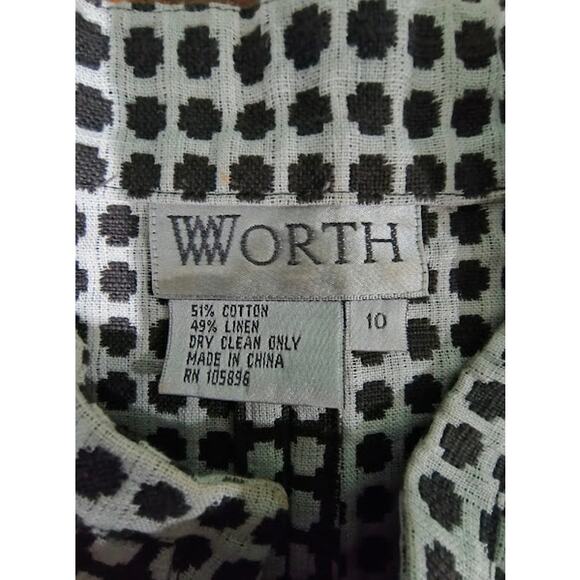 WORTH
10
51% COTTON
49% LINEN
DRY CLEAN ONLY
MADE IN CHINA
RN 105896